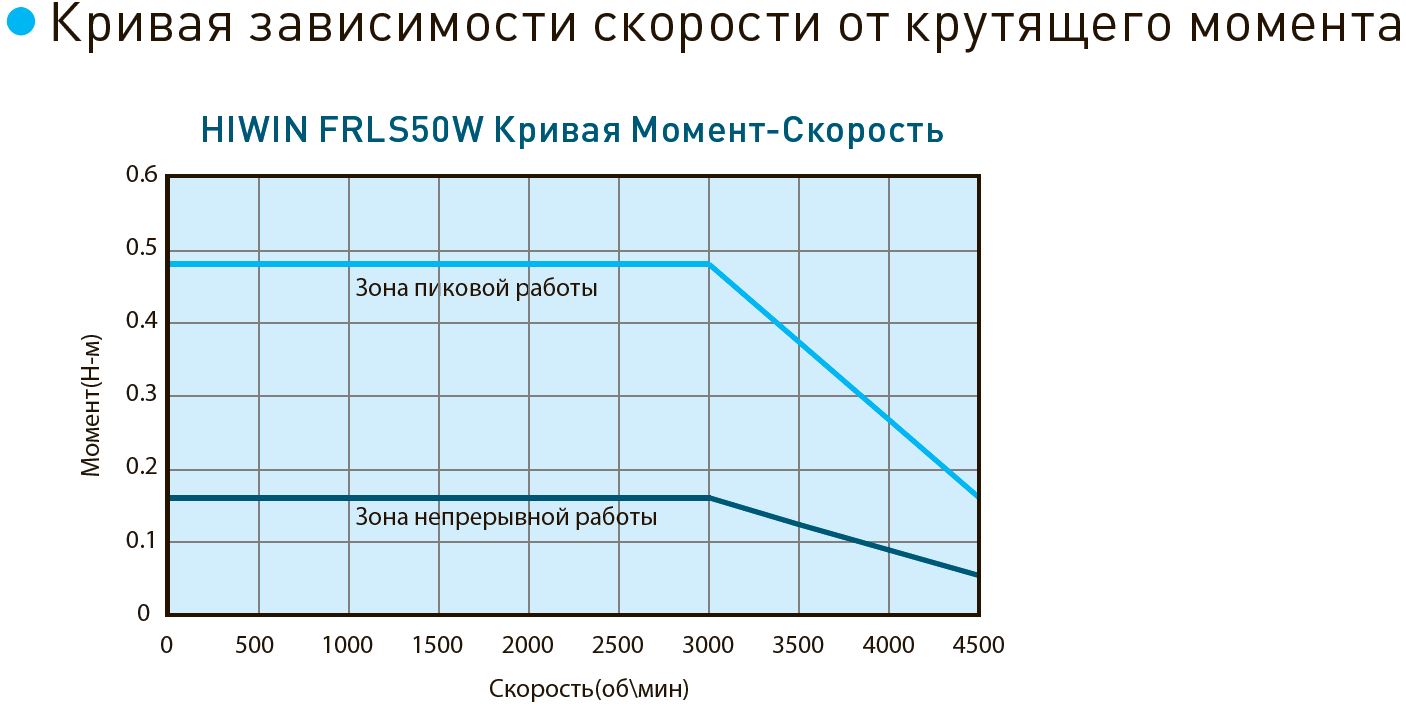 Кривая зависимости скорости от крутящего момента
HIWIN FRLS50W Кривая Момент-Скорость
0.6
0.5
0.4
0.3
0.2
0.1
0
Момент(Н-м)
Зона пиковой работы
Зона непрерывной работы
0 500 1000 1500 2000 2500 3000 3500 4000 4500
Скорость(об\мин)